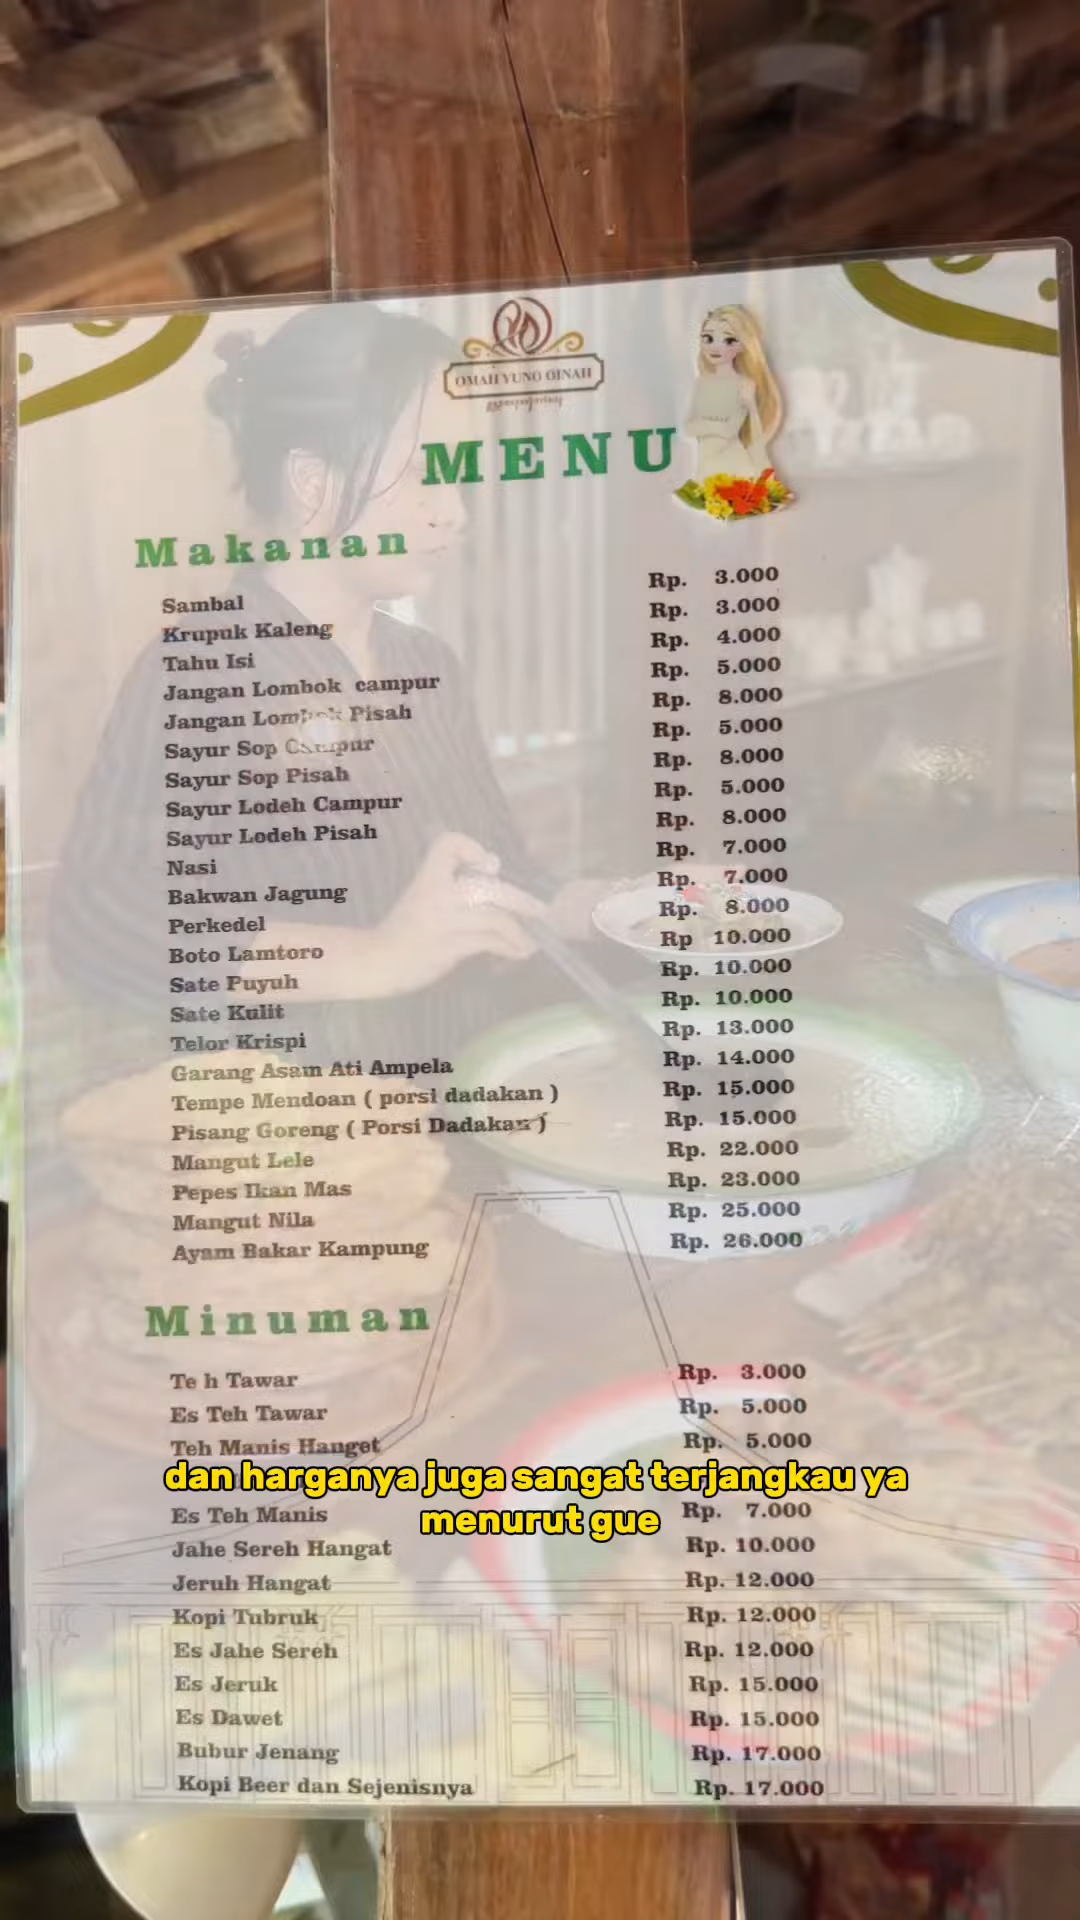 OMAH YUNG GINAH
MENU
Makanan
Sambal Rp. 3.000
Krupuk Kaleng Rp. 3.000
Tahu Isi Rp. 4.000
Jangan Lombok campur Rp. 5.000
Jangan Lombok Pisah Rp. 8.000
Sayur Sop Campur Rp. 5.000
Sayur Sop Pisah Rp. 8.000
Sayur Lodeh Campur Rp. 5.000
Sayur Lodeh Pisah Rp. 8.000
Nasi Rp. 7.000
Bakwan Jagung Rp. 7.000
Perkedel Rp. 8.000
Boto Lamtoro Rp 10.000
Sate Puyuh Rp. 10.000
Sate Kulit Rp. 10.000
Telor Krispi Rp. 13.000
Garang Asam Ati Ampela Rp. 14.000
Tempe Mendoan ( porsi dadakan ) Rp. 15.000
Pisang Goreng ( Porsi Dadakan ) Rp. 15.000
Mangut Lele Rp. 22.000
Pepes Ikan Mas Rp. 23.000
Mangut Nila Rp. 25.000
Ayam Bakar Kampung Rp. 26.000
Minuman
Te h Tawar Rp. 3.000
Es Teh Tawar Rp. 5.000
Teh Manis Hanget Rp. 5.000
dan harganya juga sangat terjangkau ya
menurut gue
Es Teh Manis Rp. 7.000
Jahe Sereh Hangat Rp. 10.000
Jeruh Hangat Rp. 12.000
Kopi Tubruk Rp. 12.000
Es Jahe Sereh Rp. 12.000
Es Jeruk Rp. 15.000
Es Dawet Rp. 15.000
Bubur Jenang Rp. 17.000
Kopi Beer dan Sejenisnya Rp. 17.000